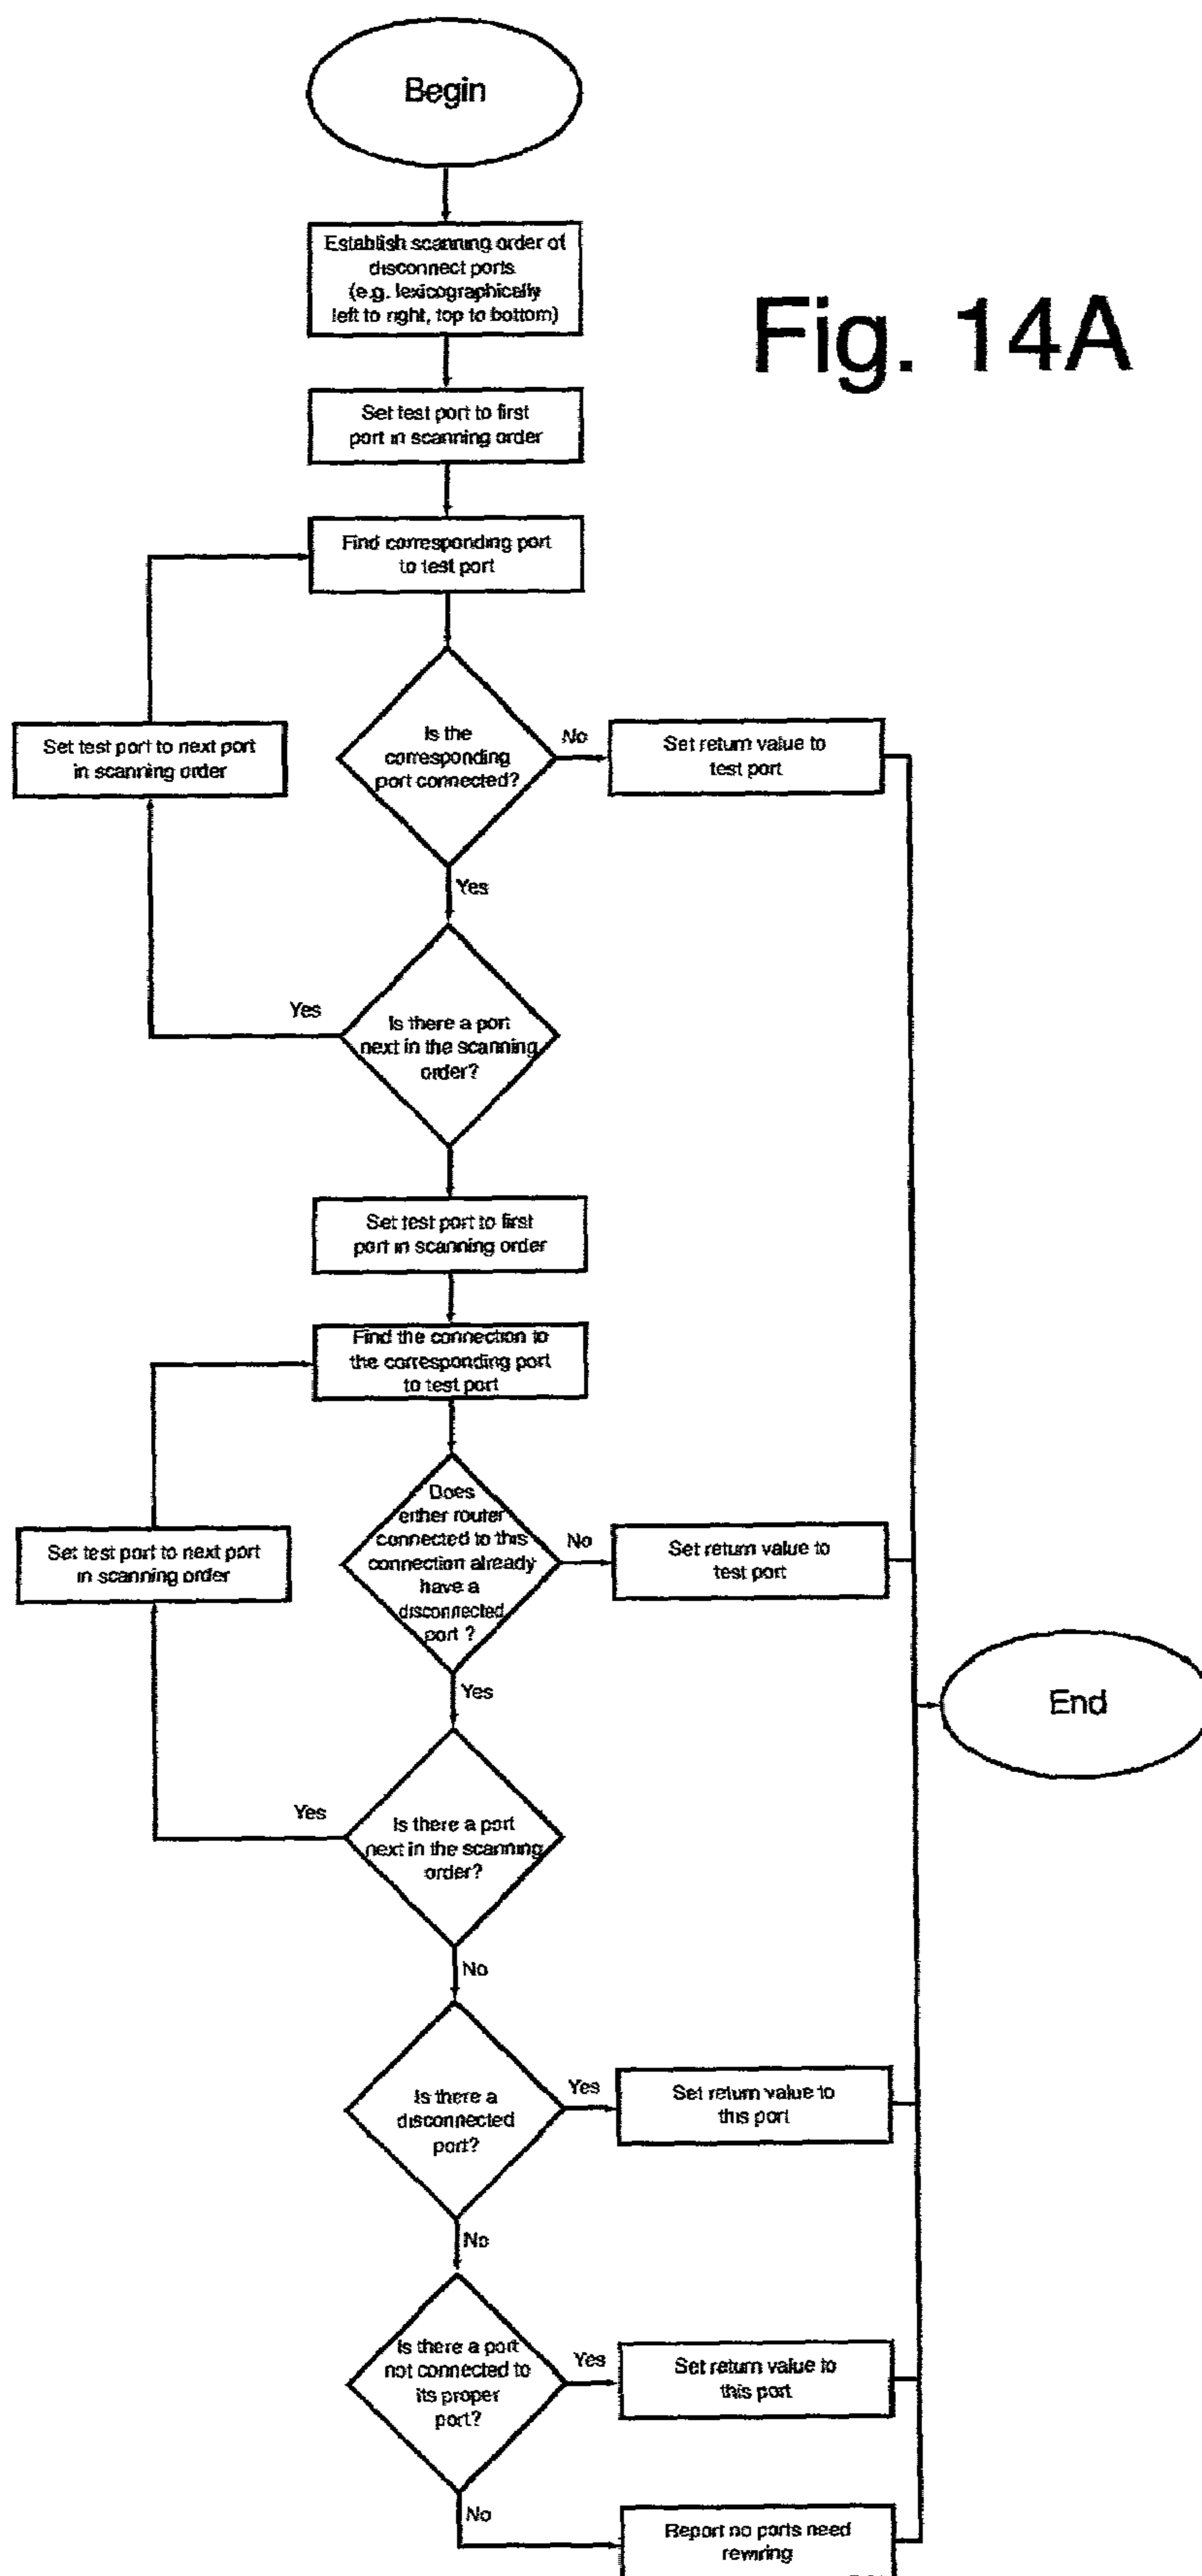 Begin
Establish scanning order of
disconnect ports
(e.g. lexicographically
left to right, top to bottom)
Fig. 14A
Set test port to first
port in scanning order
Find corresponding port
to test port
Set test port to next port
in scanning order
Is the
corresponding
port connected?
No
Set return value to
test port
Yes
Yes
Is there a port
next in the scanning
order?
Set test port to first
port in scanning order
Find the connection to
the corresponding port
to test port
Set test port to next port
in scanning order
Does
either router
connected to this
connection already
have a
disconnected
port ?
No
Set return value to
test port
Yes
End
Yes
Is there a port
next in the scanning
order?
No
Is there a
disconnected
port?
Yes
Set return value to
this port
No
Is there a port
not connected to
its proper
port?
Yes
Set return value to
this port
No
Report no ports need
rewiring